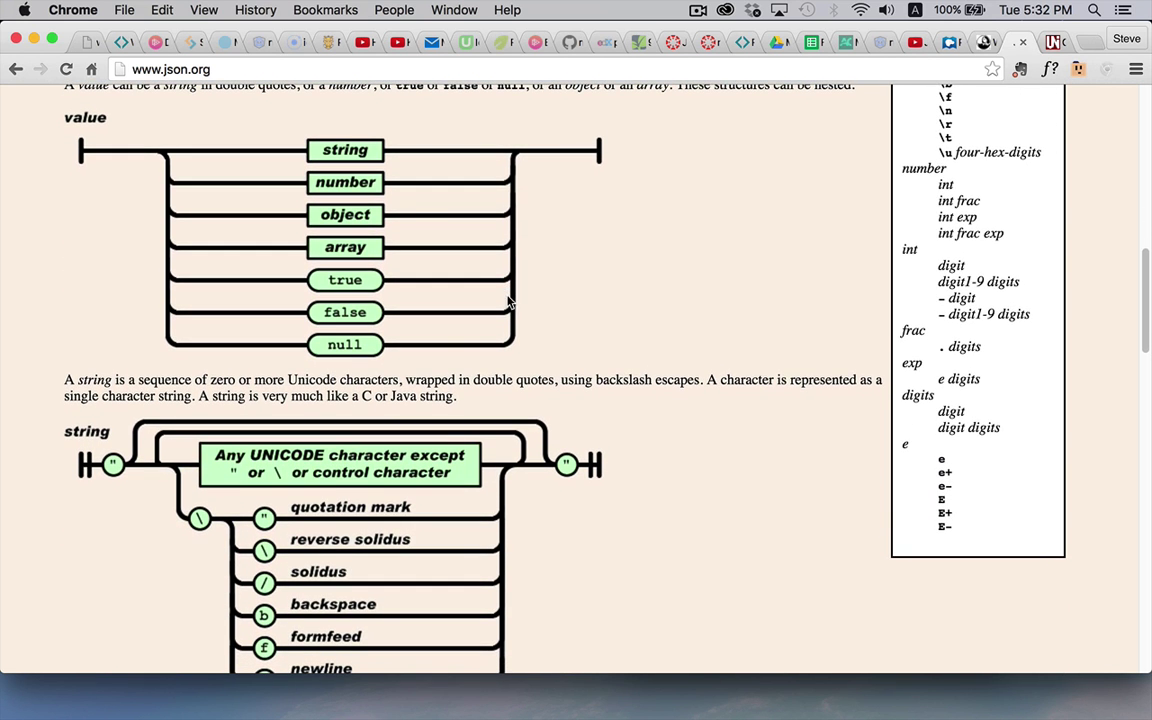 Chrome File Edit View History Bookmarks People Window Help
A 100% Tue 5:32 PM
Steve
www.json.org
f?
A value can be a string in double quotes, or a number, or true or false or null, or an object or an array. These structures can be nested.
value
string
number
object
array
true
false
null
A string is a sequence of zero or more Unicode characters, wrapped in double quotes, using backslash escapes. A character is represented as a
single character string. A string is very much like a C or Java string.
string
" Any UNICODE character except "
" or \ or control character
\ " quotation mark
\ reverse solidus
/ solidus
b backspace
f formfeed
newline
\b
\f
\n
\r
\t
\u four-hex-digits
number
int
int frac
int exp
int frac exp
int
digit
digit1-9 digits
- digit
- digit1-9 digits
frac
. digits
exp
e digits
digits
digit
digit digits
e
e
e+
e-
E
E+
E-